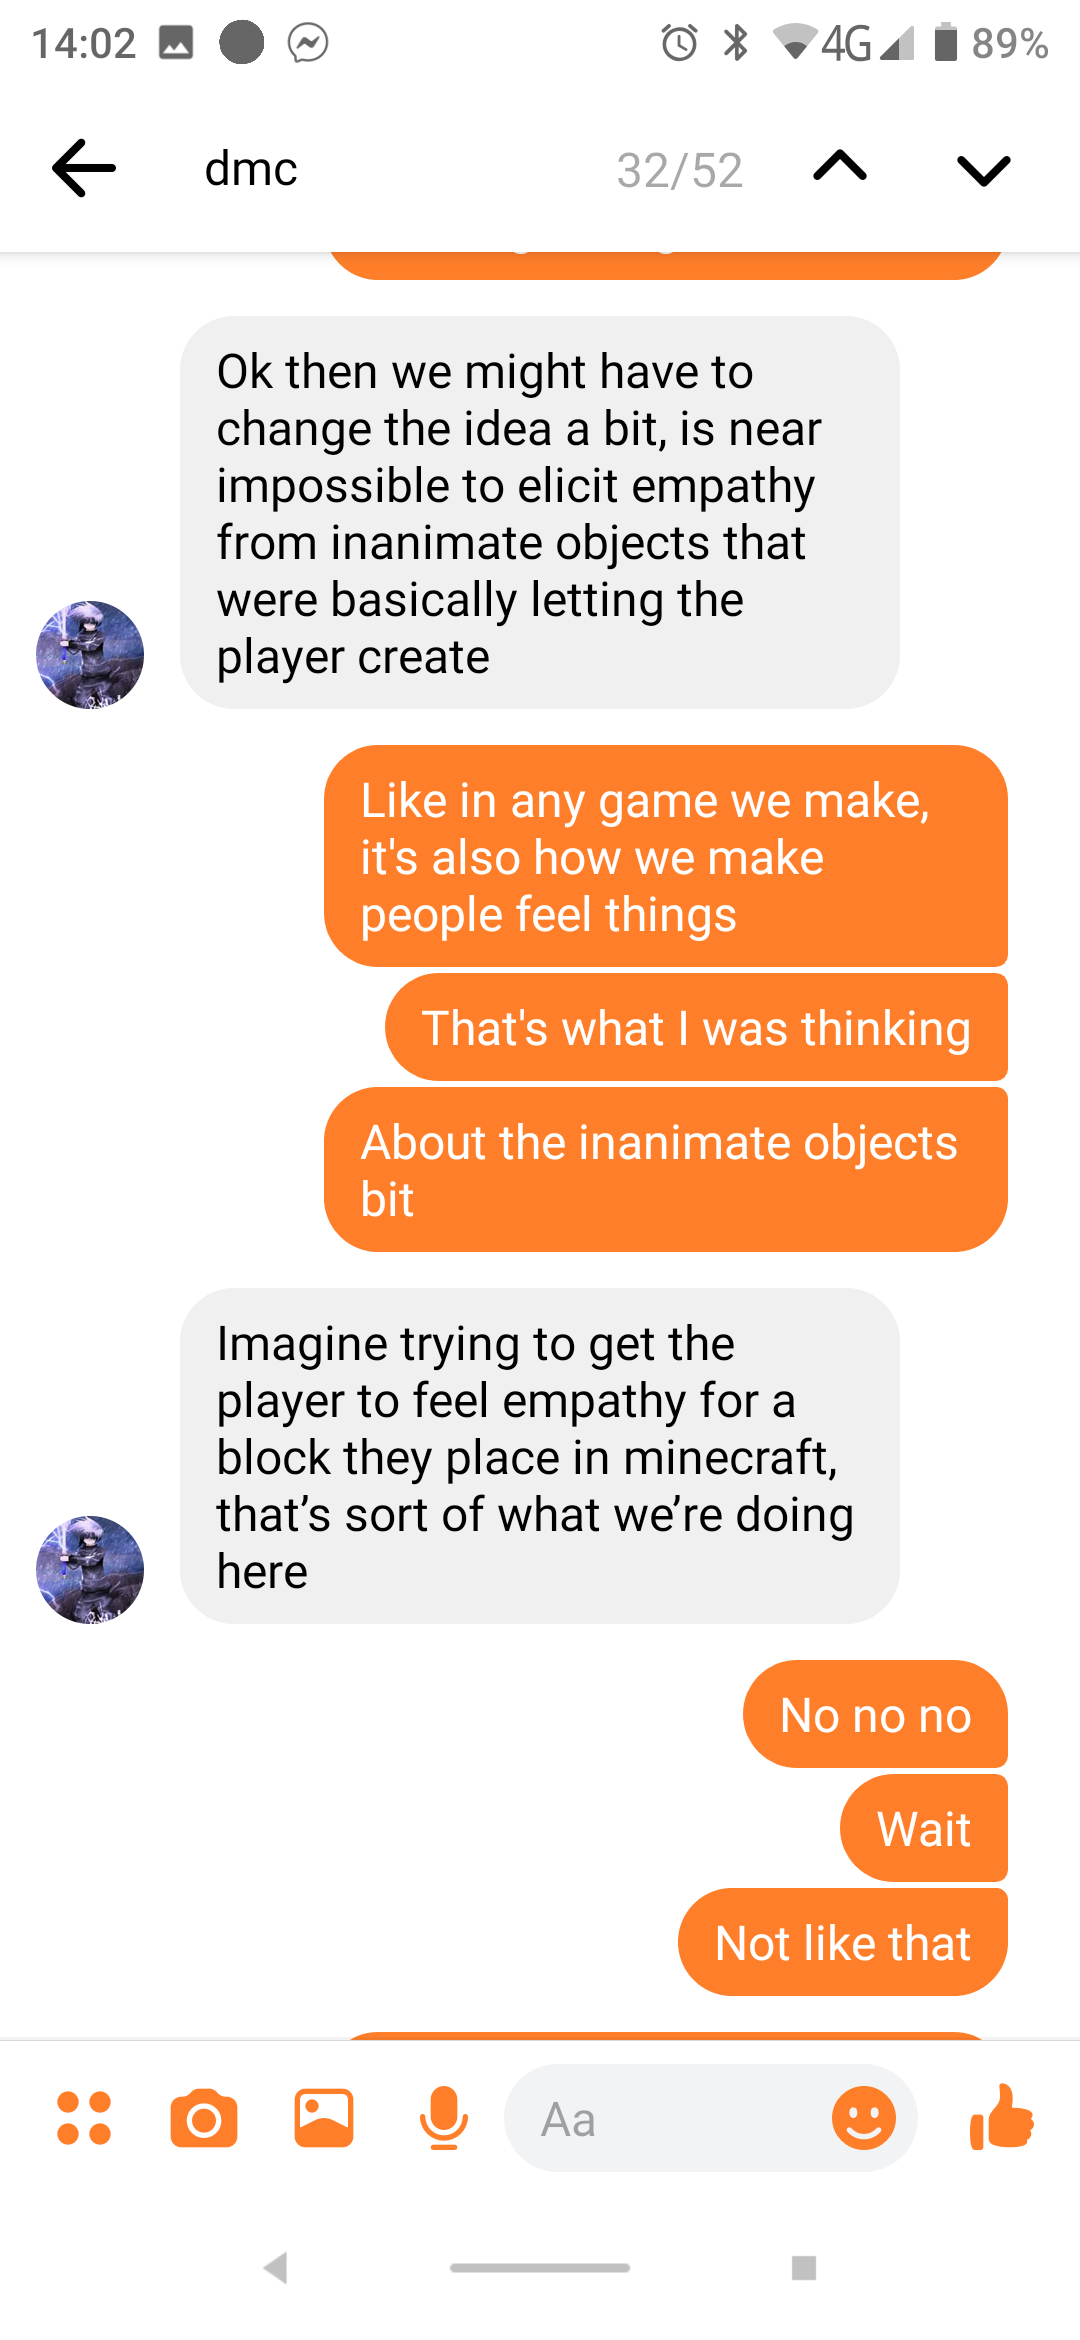 14:02 4G 89%
dmc 32/52
Ok then we might have to
change the idea a bit, is near
impossible to elicit empathy
from inanimate objects that
were basically letting the
player create
Like in any game we make,
it's also how we make
people feel things
That's what I was thinking
About the inanimate objects
bit
Imagine trying to get the
player to feel empathy for a
block they place in minecraft,
that’s sort of what we’re doing
here
No no no
Wait
Not like that
Aa